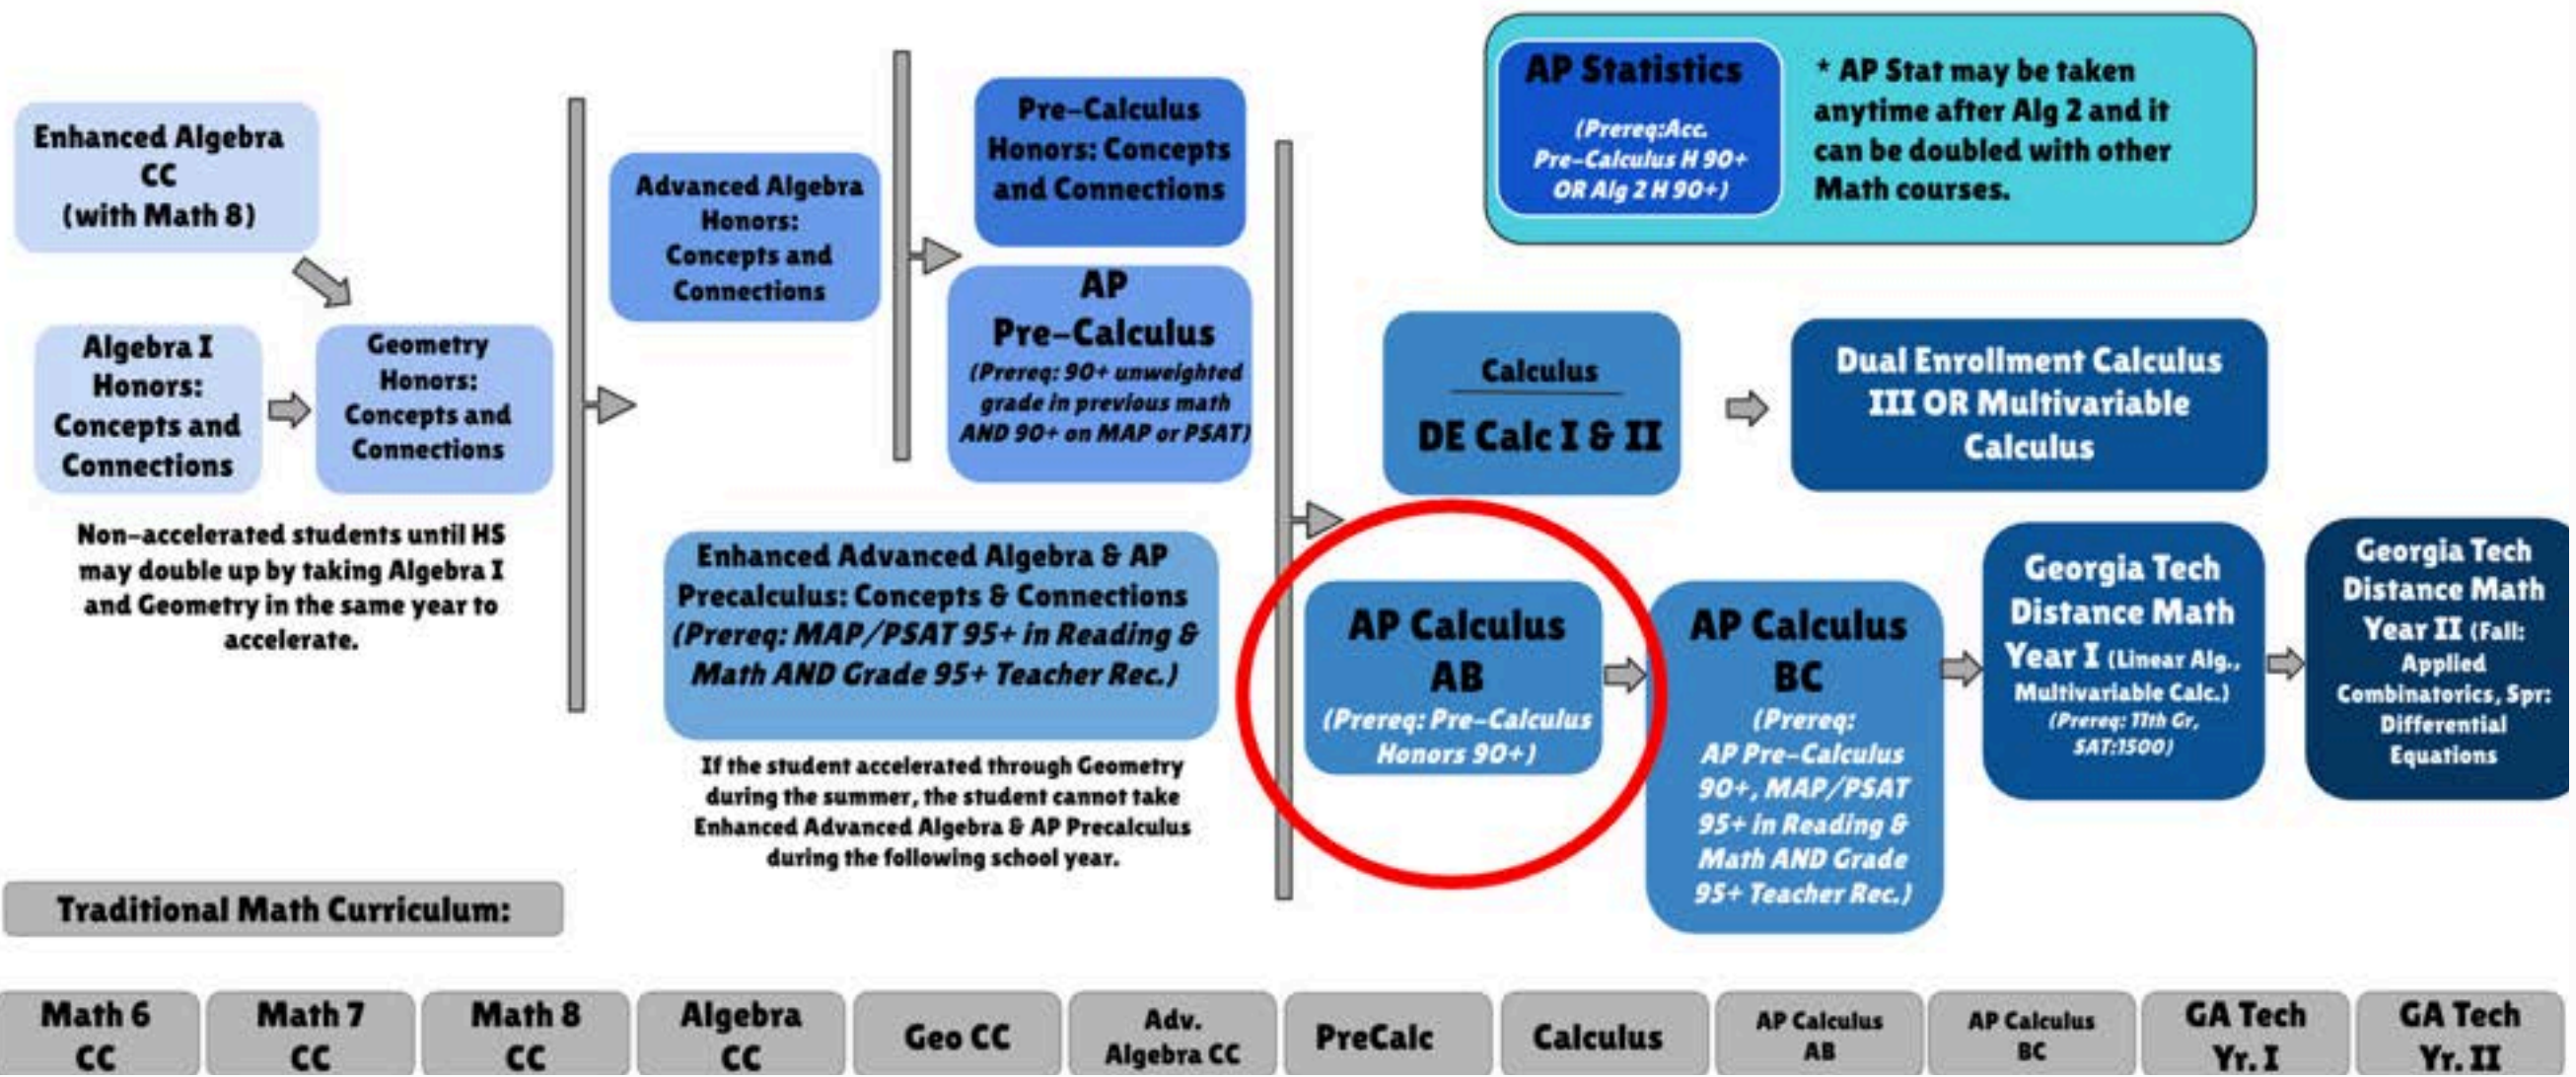 Enhanced Algebra
CC
(with Math 8)
Algebra I
Honors:
Concepts and
Connections
Geometry
Honors:
Concepts and
Connections
Non-accelerated students until HS
may double up by taking Algebra I
and Geometry in the same year to
accelerate.
Advanced Algebra
Honors:
Concepts and
Connections
Pre-Calculus
Honors: Concepts
and Connections
AP
Pre-Calculus
(Prereq: 90+ unweighted
grade in previous math
AND 90+ on MAP or PSAT)
Enhanced Advanced Algebra & AP
Precalculus: Concepts & Connections
(Prereq: MAP/PSAT 95+ in Reading &
Math AND Grade 95+ Teacher Rec.)
If the student accelerated through Geometry
during the summer, the student cannot take
Enhanced Advanced Algebra & AP Precalculus
during the following school year.
AP Statistics
(Prereq:Acc.
Pre-Calculus H 90+
OR Alg 2 H 90+)
* AP Stat may be taken
anytime after Alg 2 and it
can be doubled with other
Math courses.
Calculus
DE Calc I & II
Dual Enrollment Calculus
III OR Multivariable
Calculus
AP Calculus
AB
(Prereq: Pre-Calculus
Honors 90+)
AP Calculus
BC
(Prereq:
AP Pre-Calculus
90+, MAP/PSAT
95+ in Reading &
Math AND Grade
95+ Teacher Rec.)
Georgia Tech
Distance Math
Year I (Linear Alg.,
Multivariable Calc.)
(Prereq: 11th Gr,
SAT:1500)
Georgia Tech
Distance Math
Year II (Fall:
Applied
Combinatorics, Spr:
Differential
Equations
Traditional Math Curriculum:
Math 6
CC
Math 7
CC
Math 8
CC
Algebra
CC
Geo CC
Adv.
Algebra CC
PreCalc
Calculus
AP Calculus
AB
AP Calculus
BC
GA Tech
Yr. I
GA Tech
Yr. II